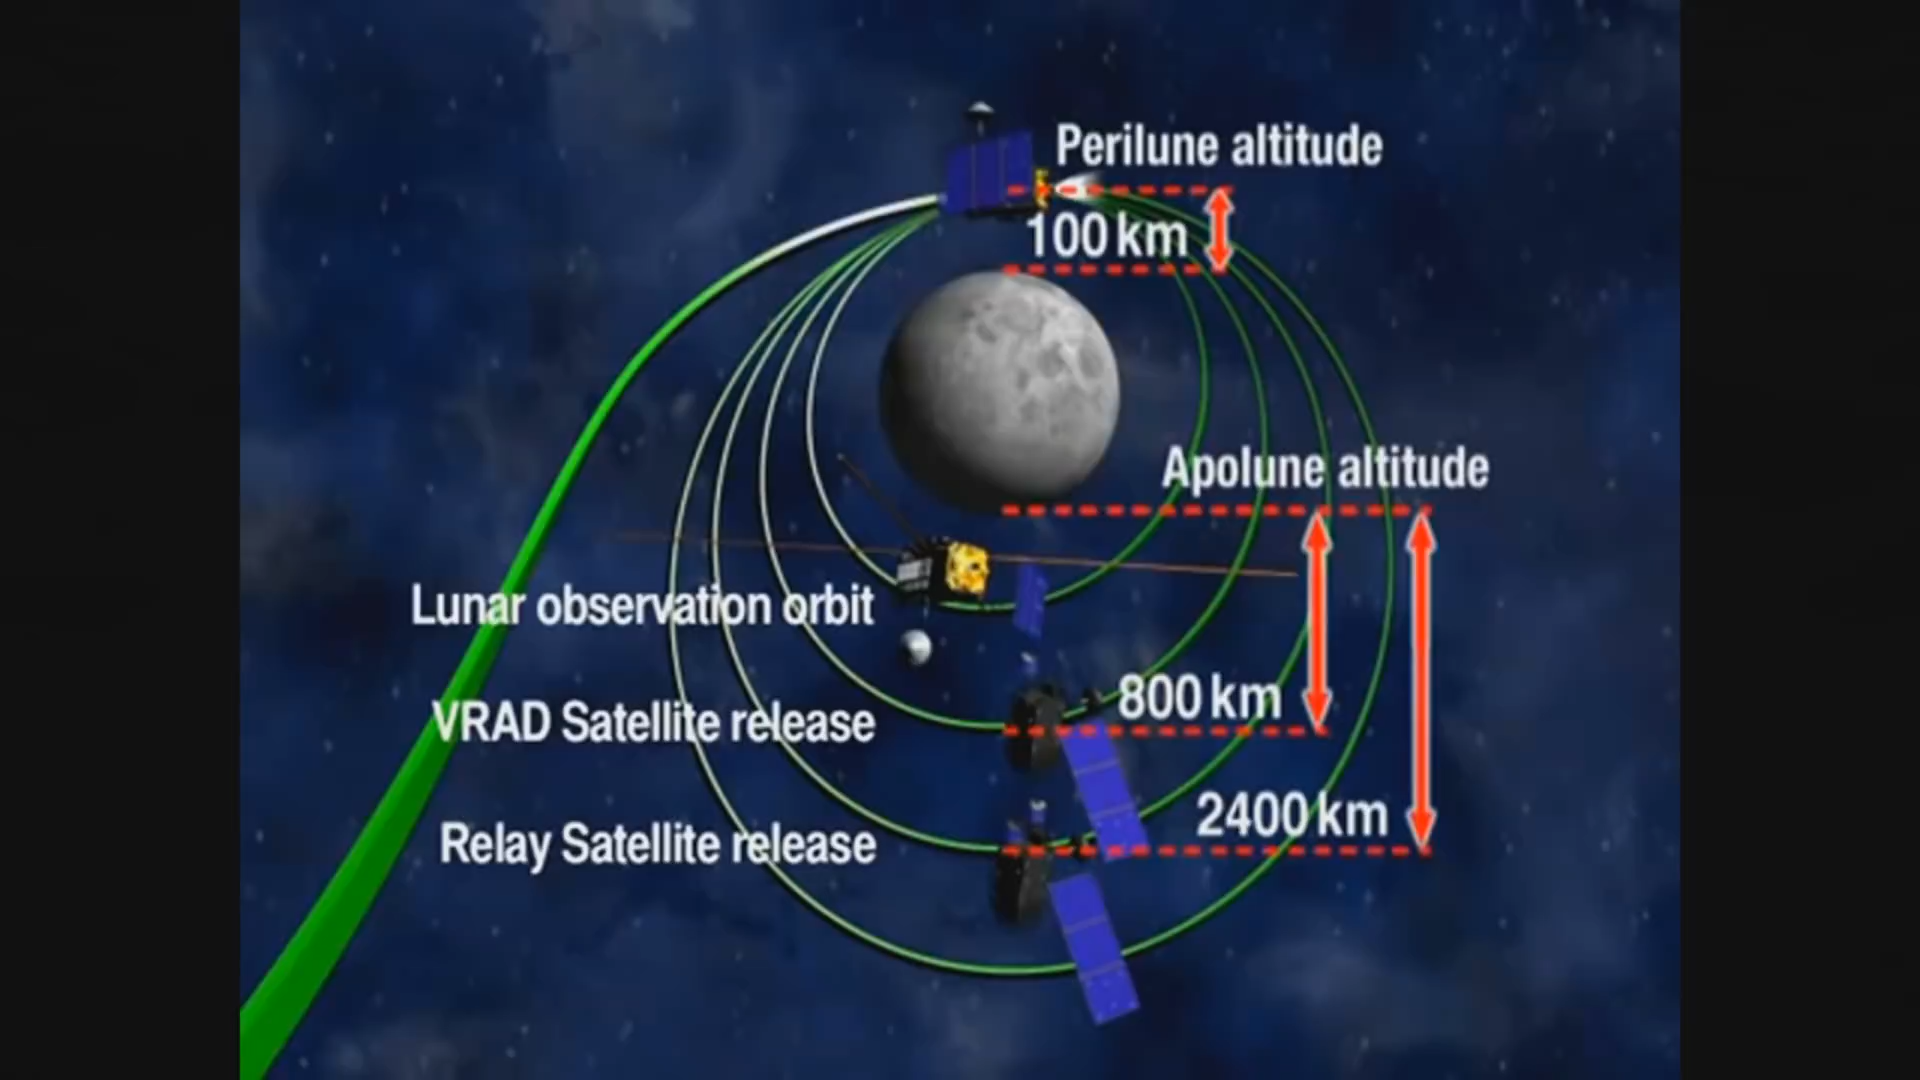 Perilune altitude
100 km
Apolune altitude
Lunar observation orbit
800 km
VRAD Satellite release
2400 km
Relay Satellite release